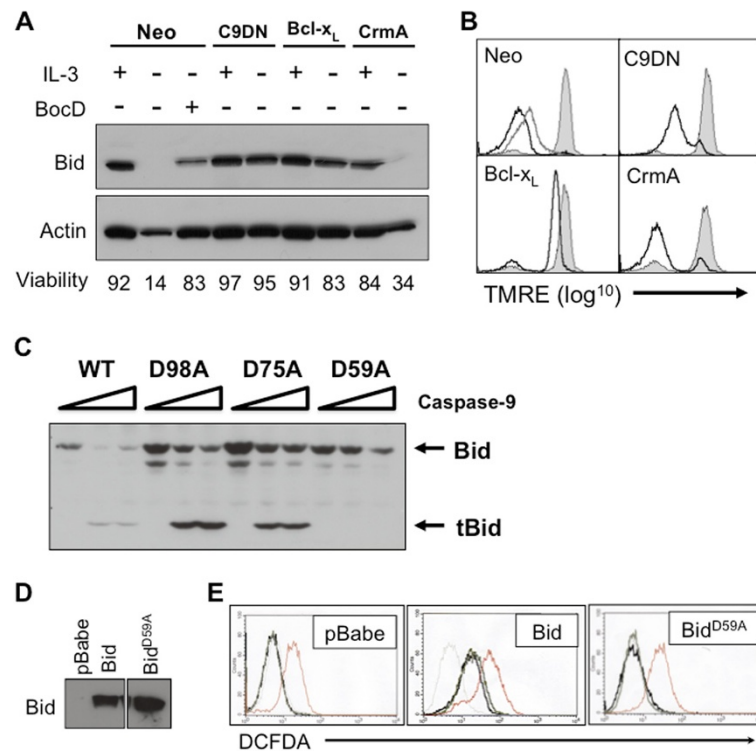 A
Neo C9DN Bcl-xL CrmA
IL-3 + - - + - + - + -
BocD - - + - - - - - -
Bid
Actin
Viability 92 14 83 97 95 91 83 84 34
B
Neo C9DN
Bcl-xL CrmA
TMRE (log10)
C
WT D98A D75A D59A
Caspase-9
Bid
tBid
D
pBabe
Bid
BidD59A
Bid
E
pBabe Bid BidD59A
DCFDA